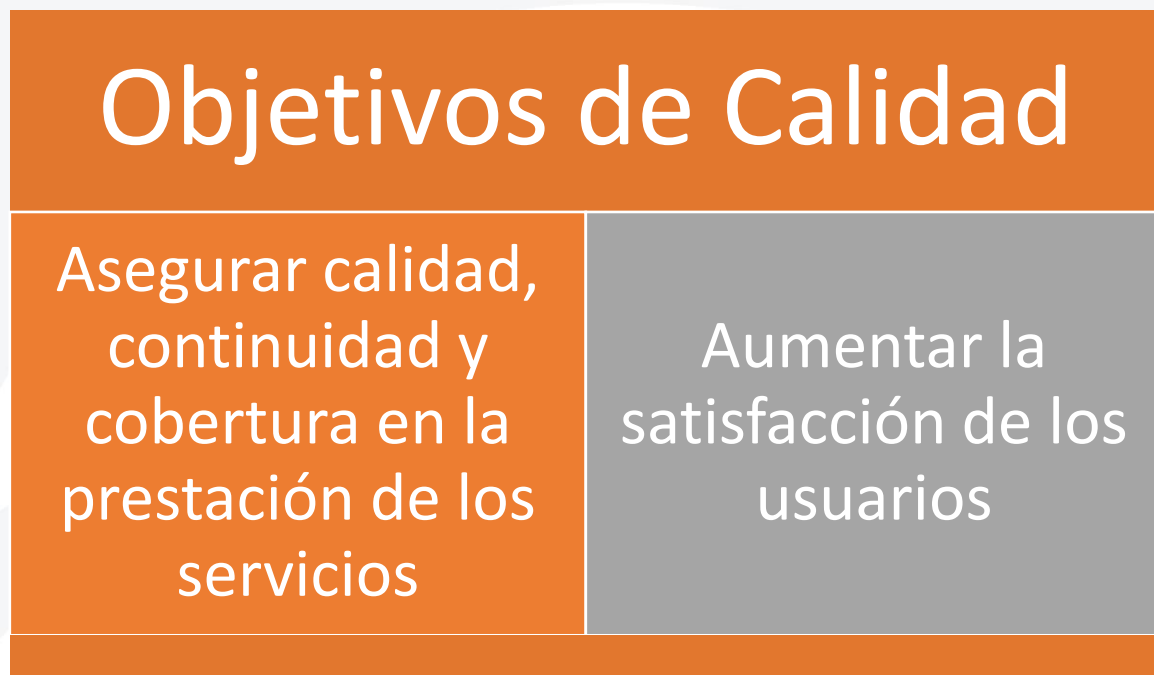 Objetivos de Calidad
Asegurar calidad,
continuidad y
cobertura en la
prestación de los
servicios
Aumentar la
satisfacción de los
usuarios